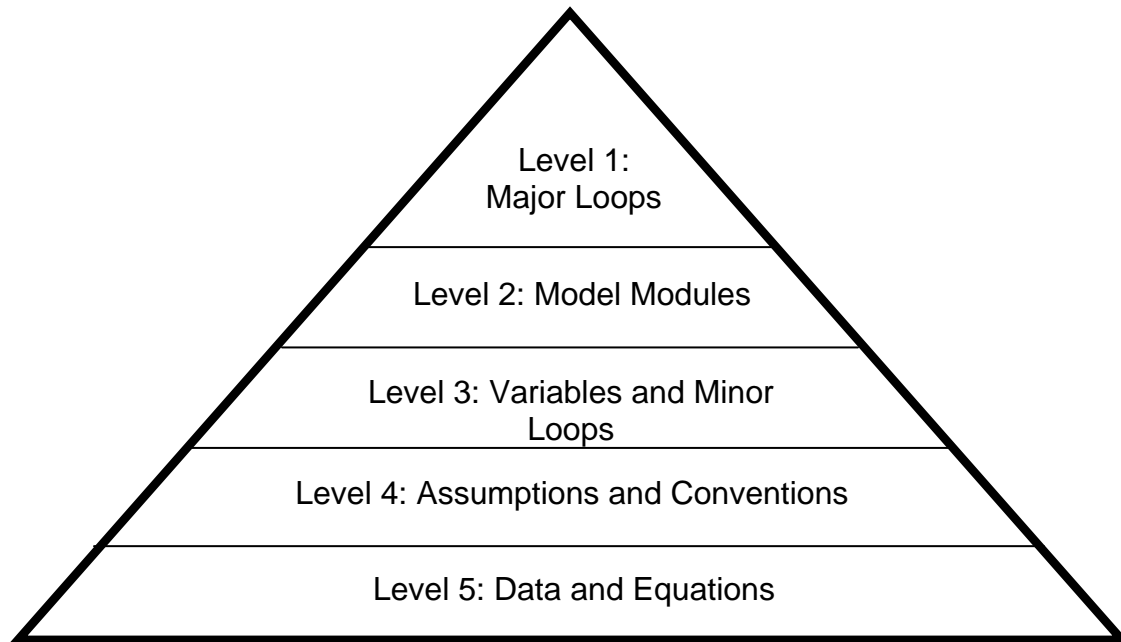 Level 1:
Major Loops
Level 2: Model Modules
Level 3: Variables and Minor
Loops
Level 4: Assumptions and Conventions
Level 5: Data and Equations